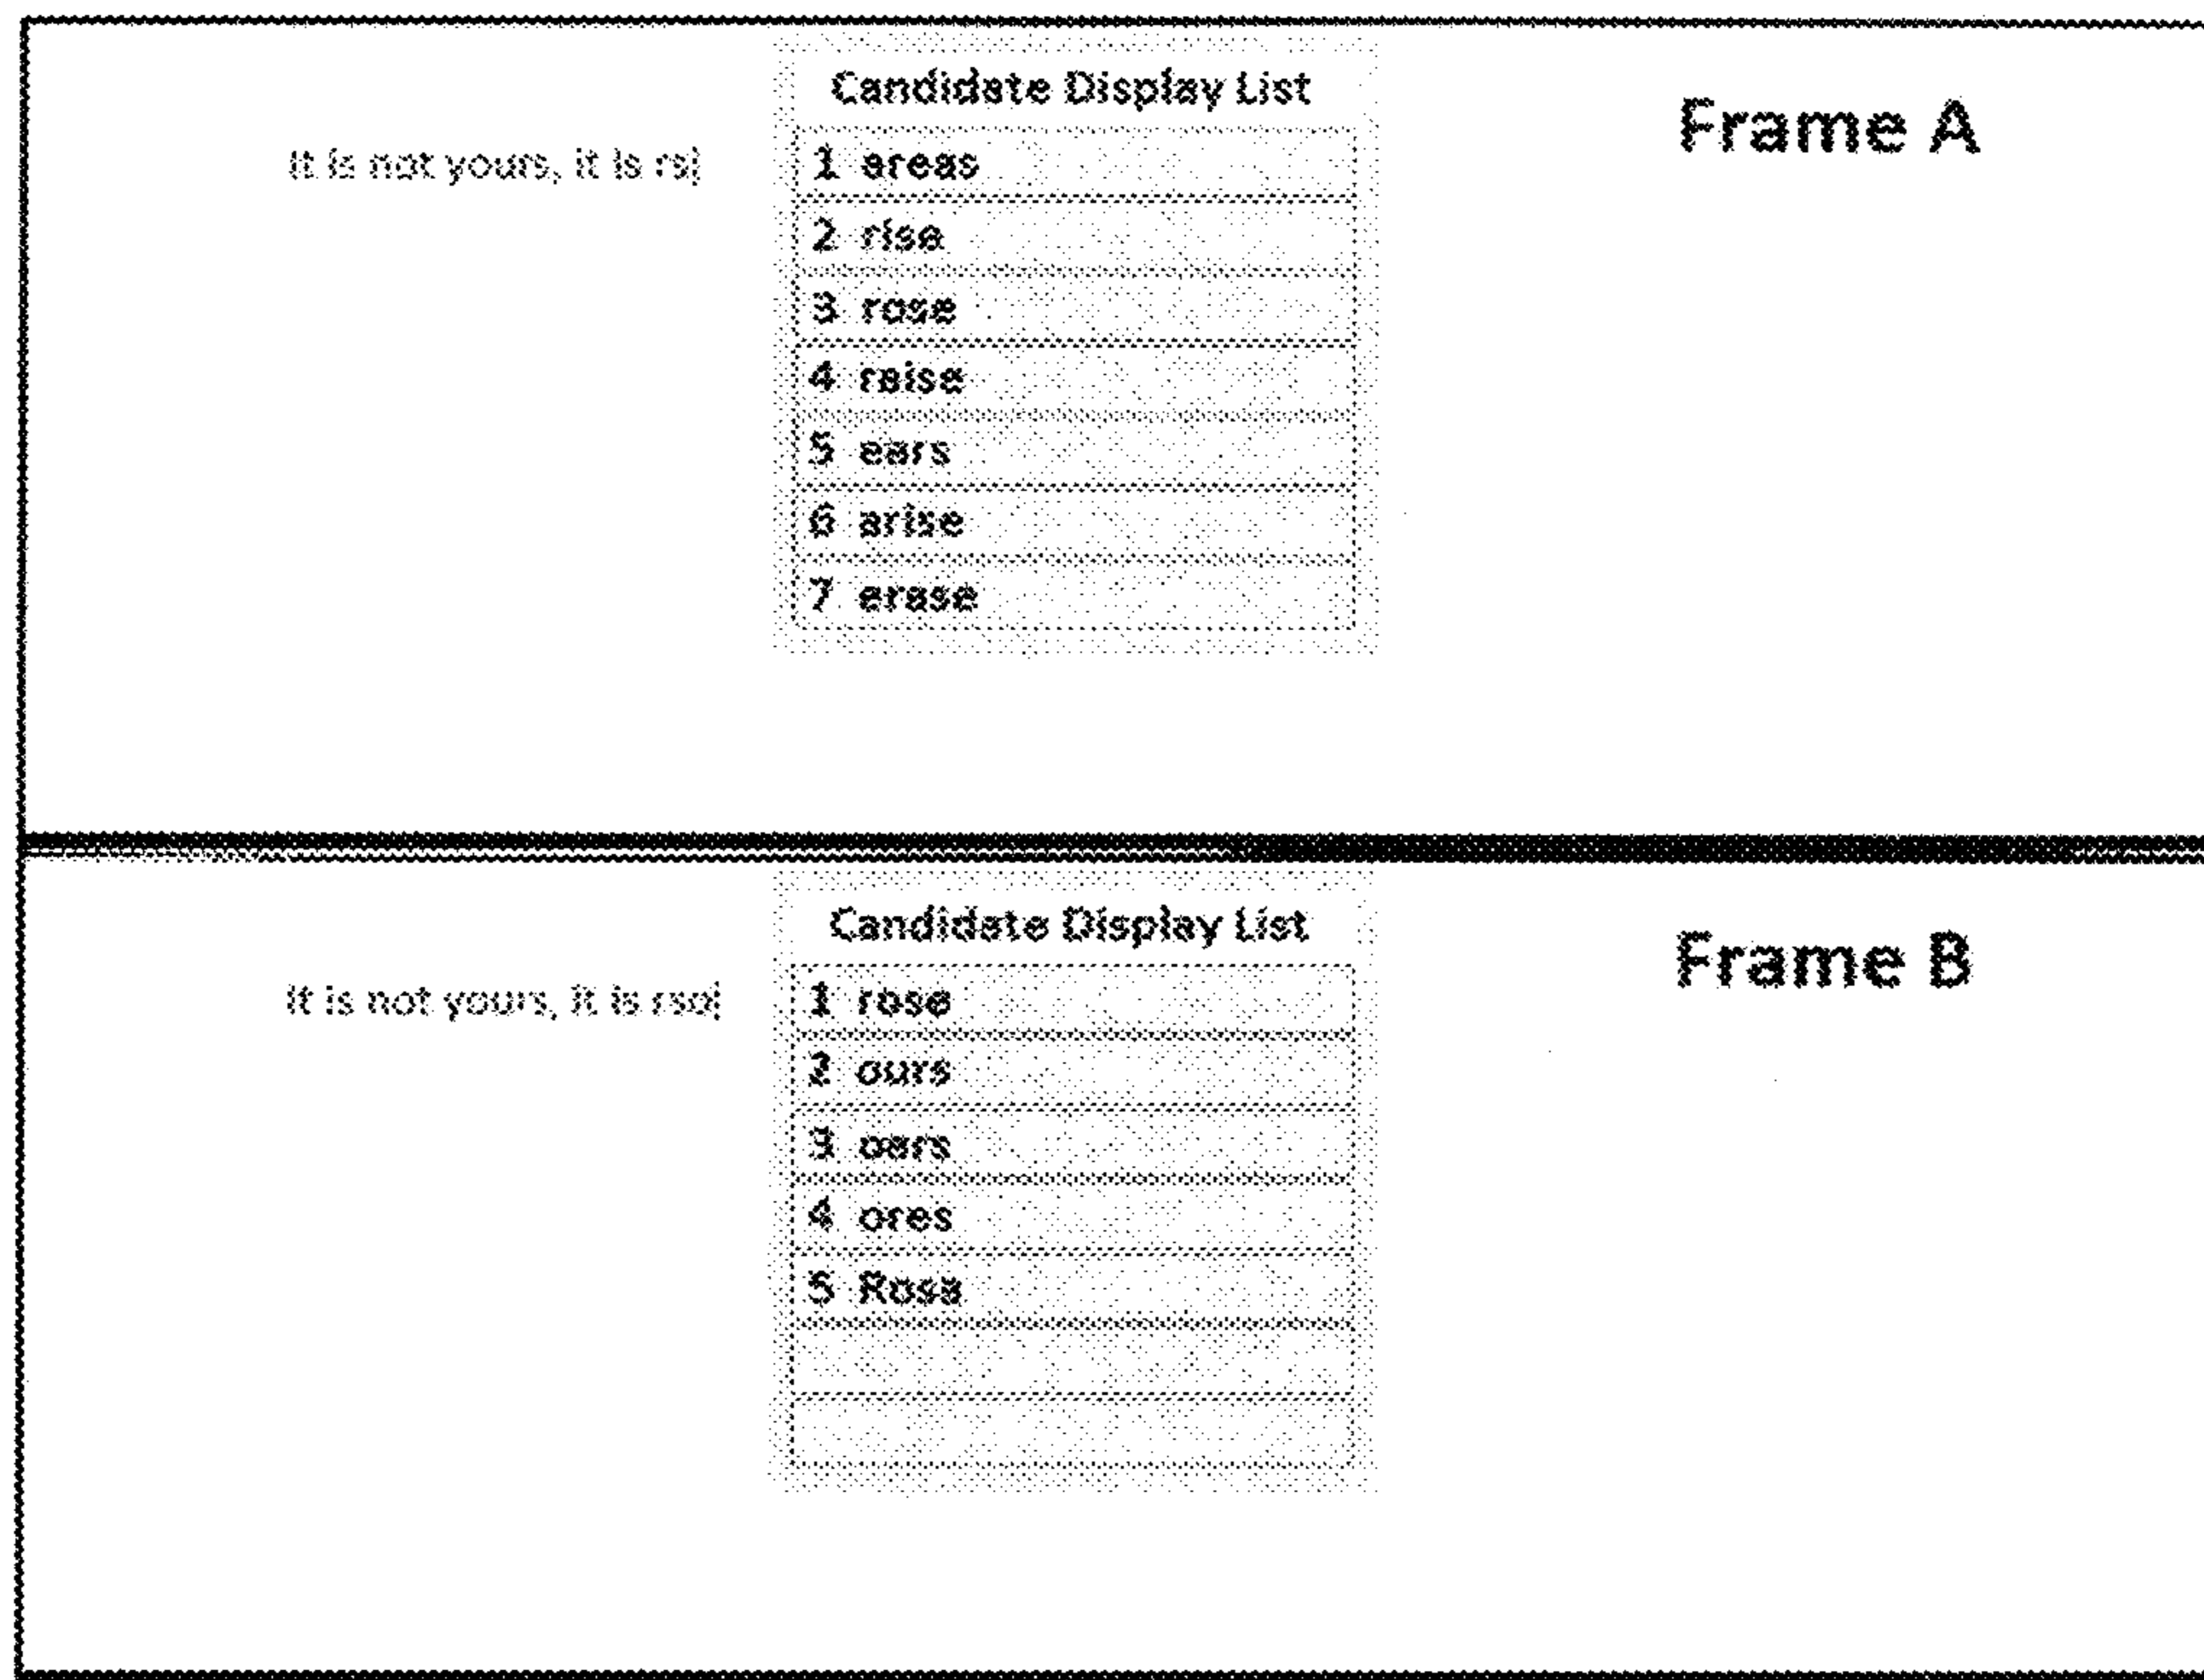 Candidate Display List
Frame A
It is not yours, it is rs|
1 areas
2 rise
3 rose
4 raise
5 ears
6 arise
7 erase
Candidate Display List
Frame B
It is not yours, it is rso|
1 rose
2 ours
3 oars
4 ores
5 Rosa